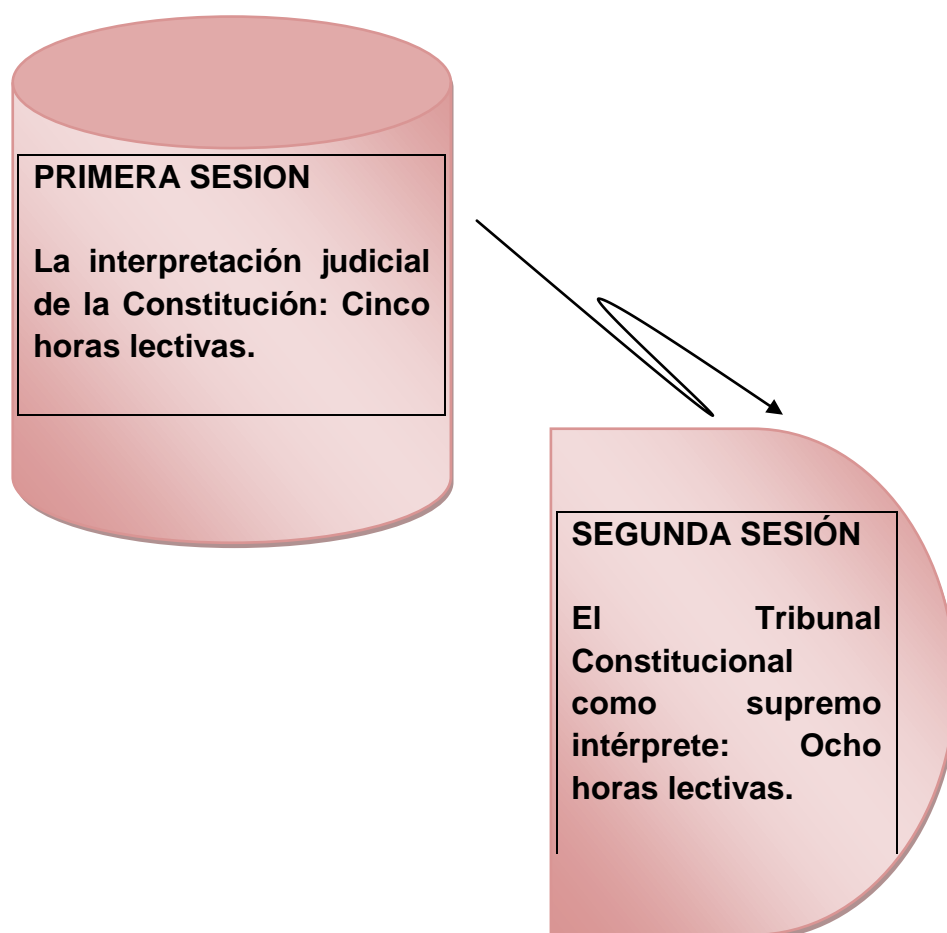 PRIMERA SESION
La interpretación judicial
de la Constitución: Cinco
horas lectivas.
SEGUNDA SESIÓN
El Tribunal
Constitucional
como supremo
intérprete: Ocho
horas lectivas.